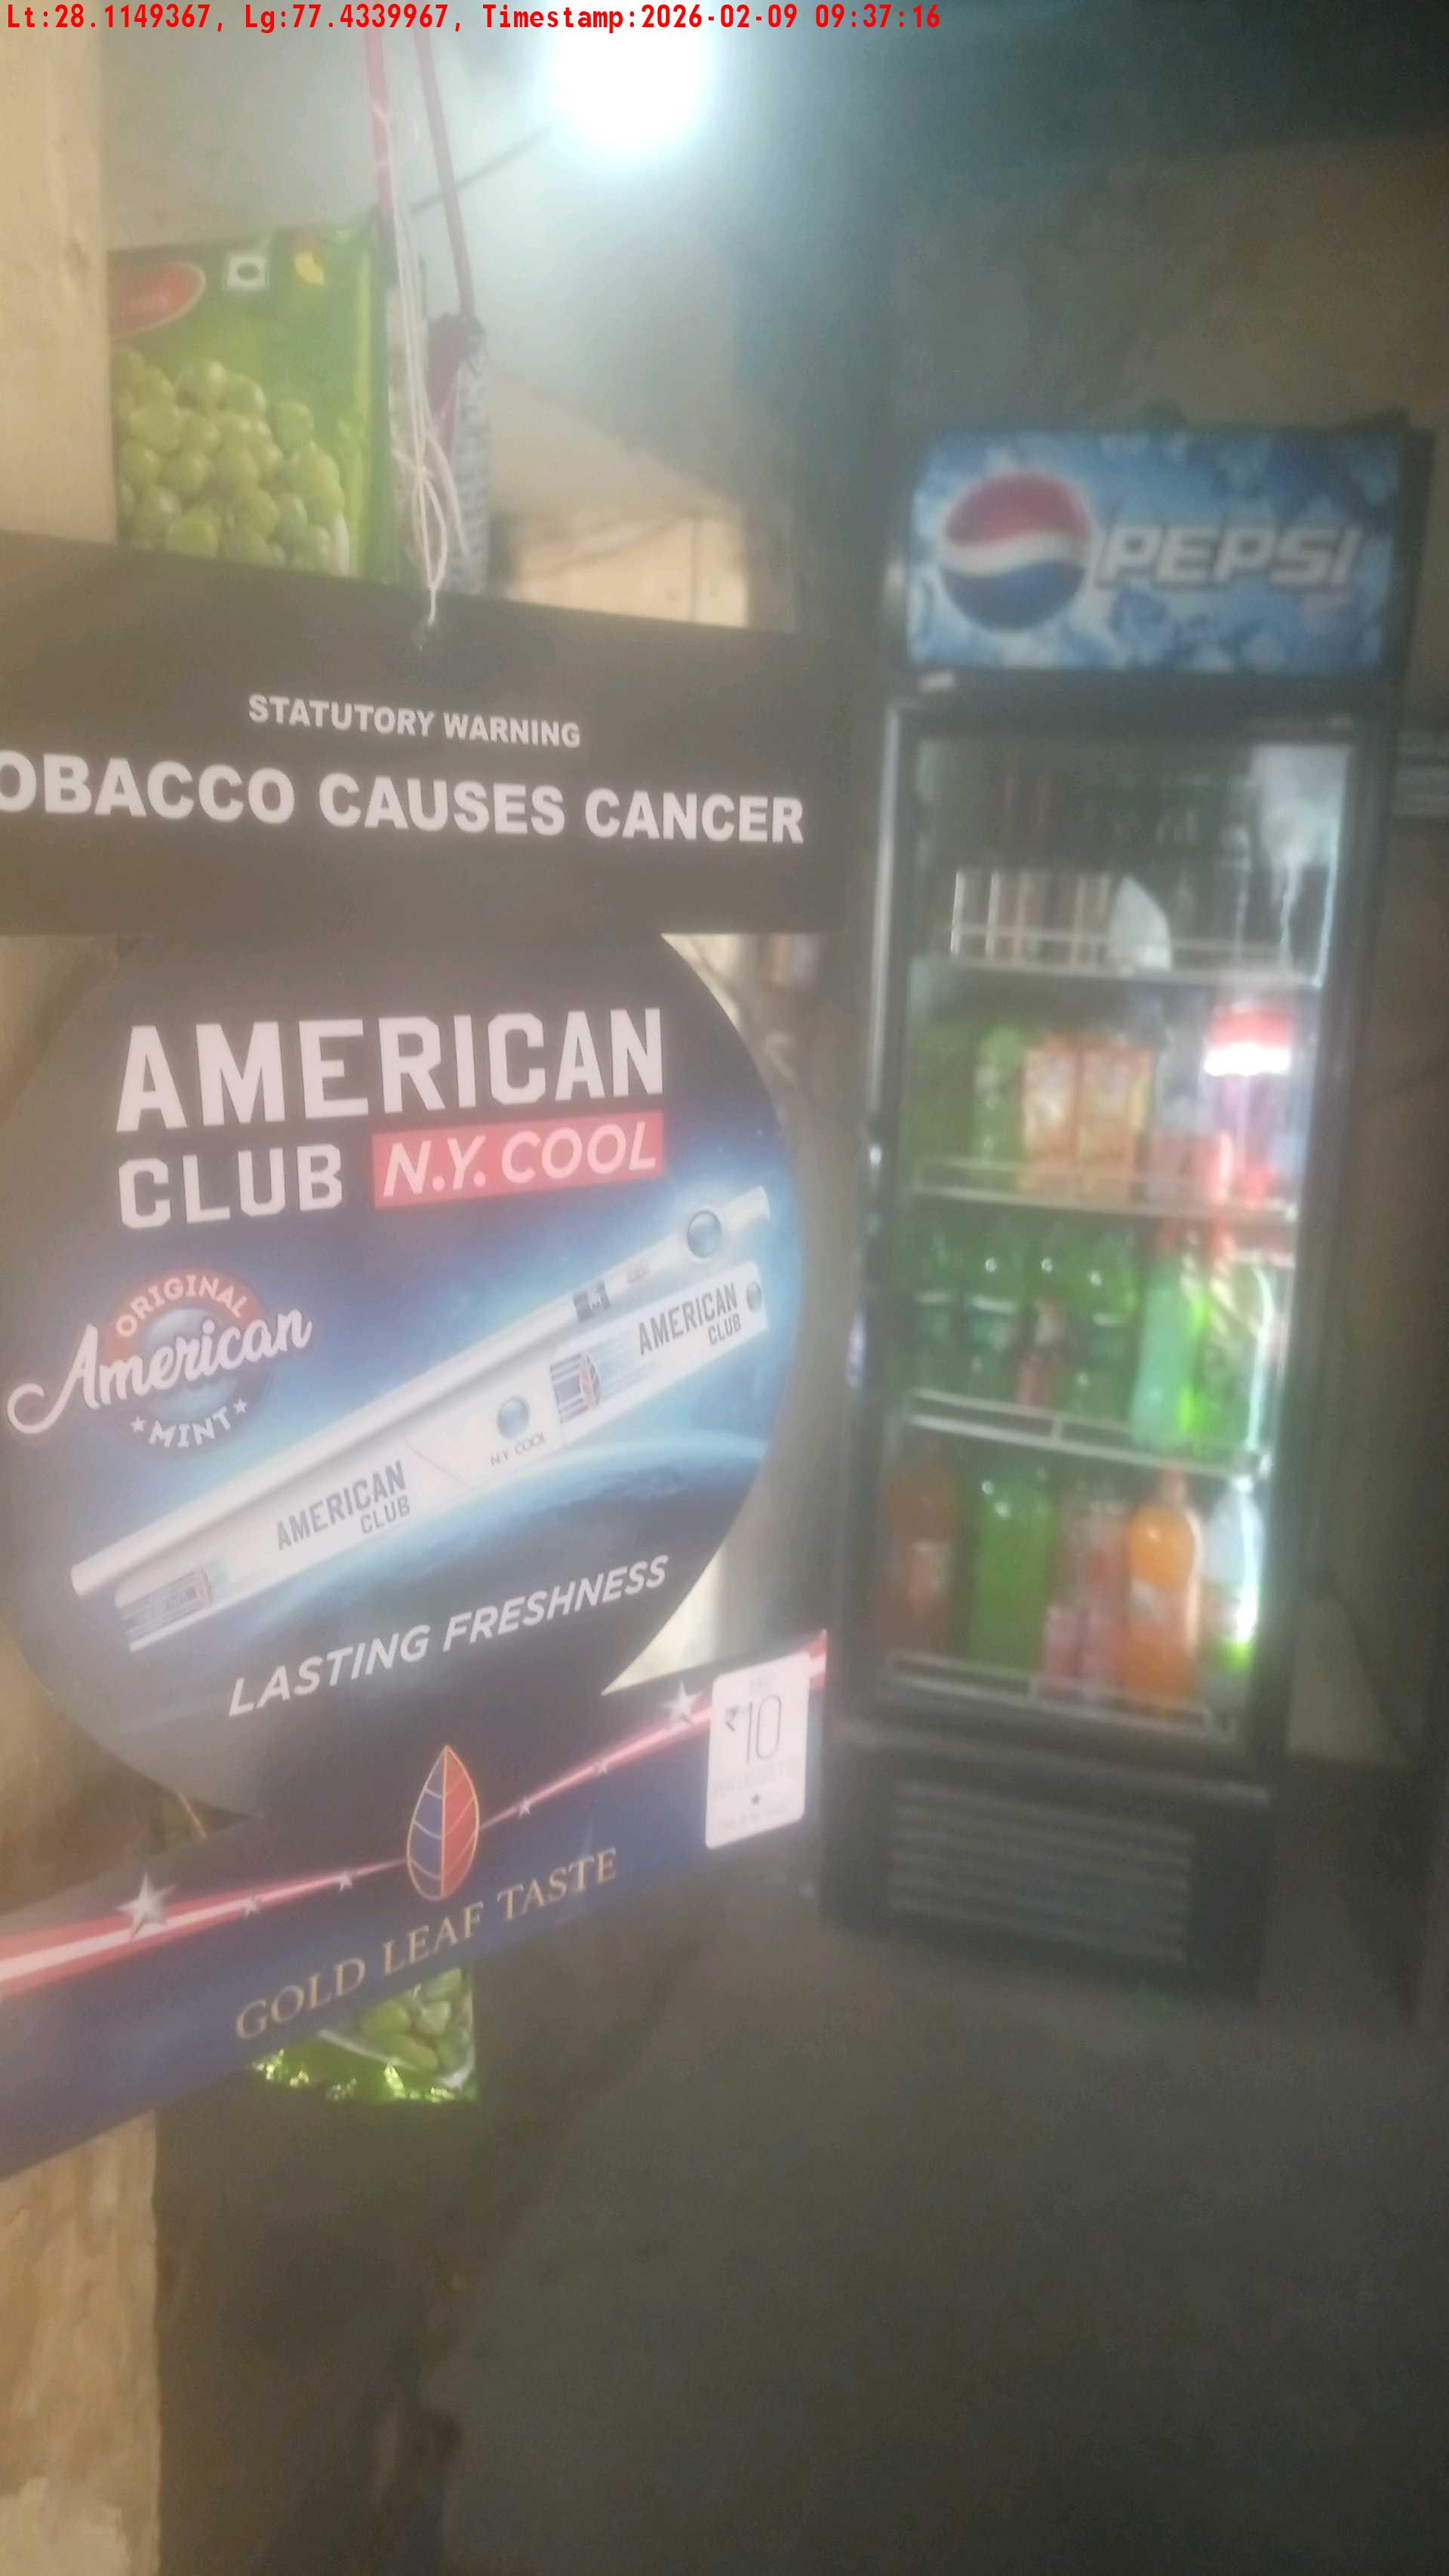 Lt:28.1149367, Lg:77.4339967, Timestamp:2026-02-09 09:37:16
PEPSI
STATUTORY WARNING
OBACCO CAUSES CANCER
AMERICAN
CLUB N.Y. COOL
ORIGINAL
American
MINT
AMERICAN
CLUB
N.Y. COOL
AMERICAN
CLUB
LASTING FRESHNESS
₹10
GOLD LEAF TASTE